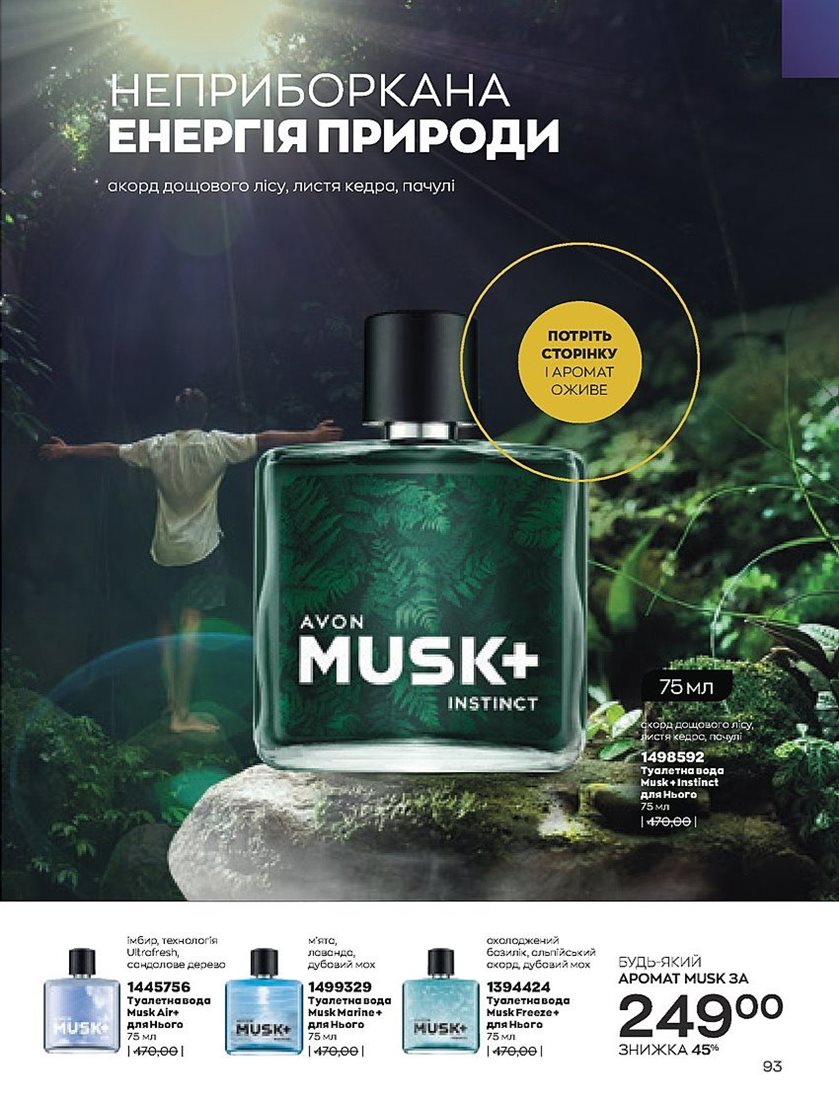 НЕПРИБОРКАНА
ЕНЕРГІЯ ПРИРОДИ
акорд дощового лісу, листя кедра, пачулі
ПОТРІТЬ
СТОРІНКУ
І АРОМАТ
ОЖИВЕ
AVON
MUSK+
INSTINCT
75 МЛ
акорд дощового лісу,
листя кедра, пачулі
1498592
Туалетна вода
Musk+Instinct
для Нього
75 мл
| 470,00 |
імбир, технологія
Ultrafresh,
сандалове дерево
1445756
Туалетна вода
Musk Air+
для Нього
75 мл
| 470,00 |
MUSK+
м'ята,
лаванда,
дубовий мох
1499329
Туалетна вода
Musk Marine+
для Нього
75 мл
| 470,00 |
MUSK+
охолоджений
базилік, альпійський
акорд, дубовий мох
1394424
Туалетна вода
Musk Freeze+
для Нього
75 мл
| 470,00 |
MUSK+
БУДЬ-ЯКИЙ
АРОМАТ MUSK ЗА
24900
ЗНИЖКА 45%
93